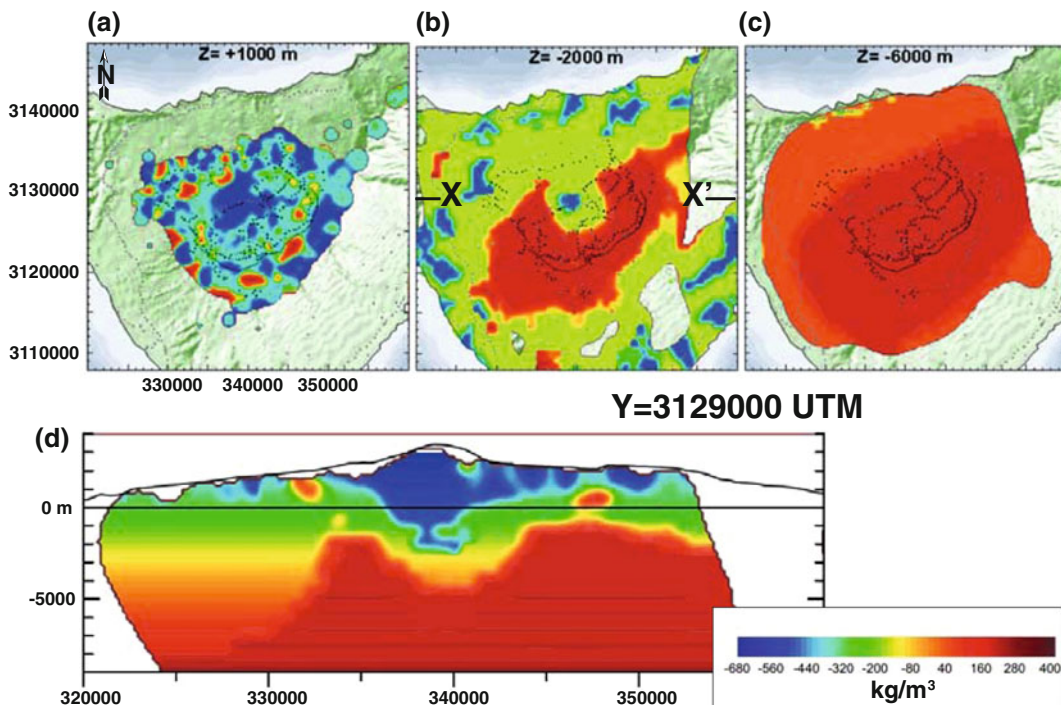 (a) (b) (c)
Z= +1000 m Z= -2000 m Z= -6000 m
N
3140000
3130000
X X'
3120000
3110000
330000 340000 350000
Y=3129000 UTM
(d)
0 m
-5000
320000 330000 340000 350000
-680 -560 -440 -320 -200 -80 40 160 280 400
kg/m³